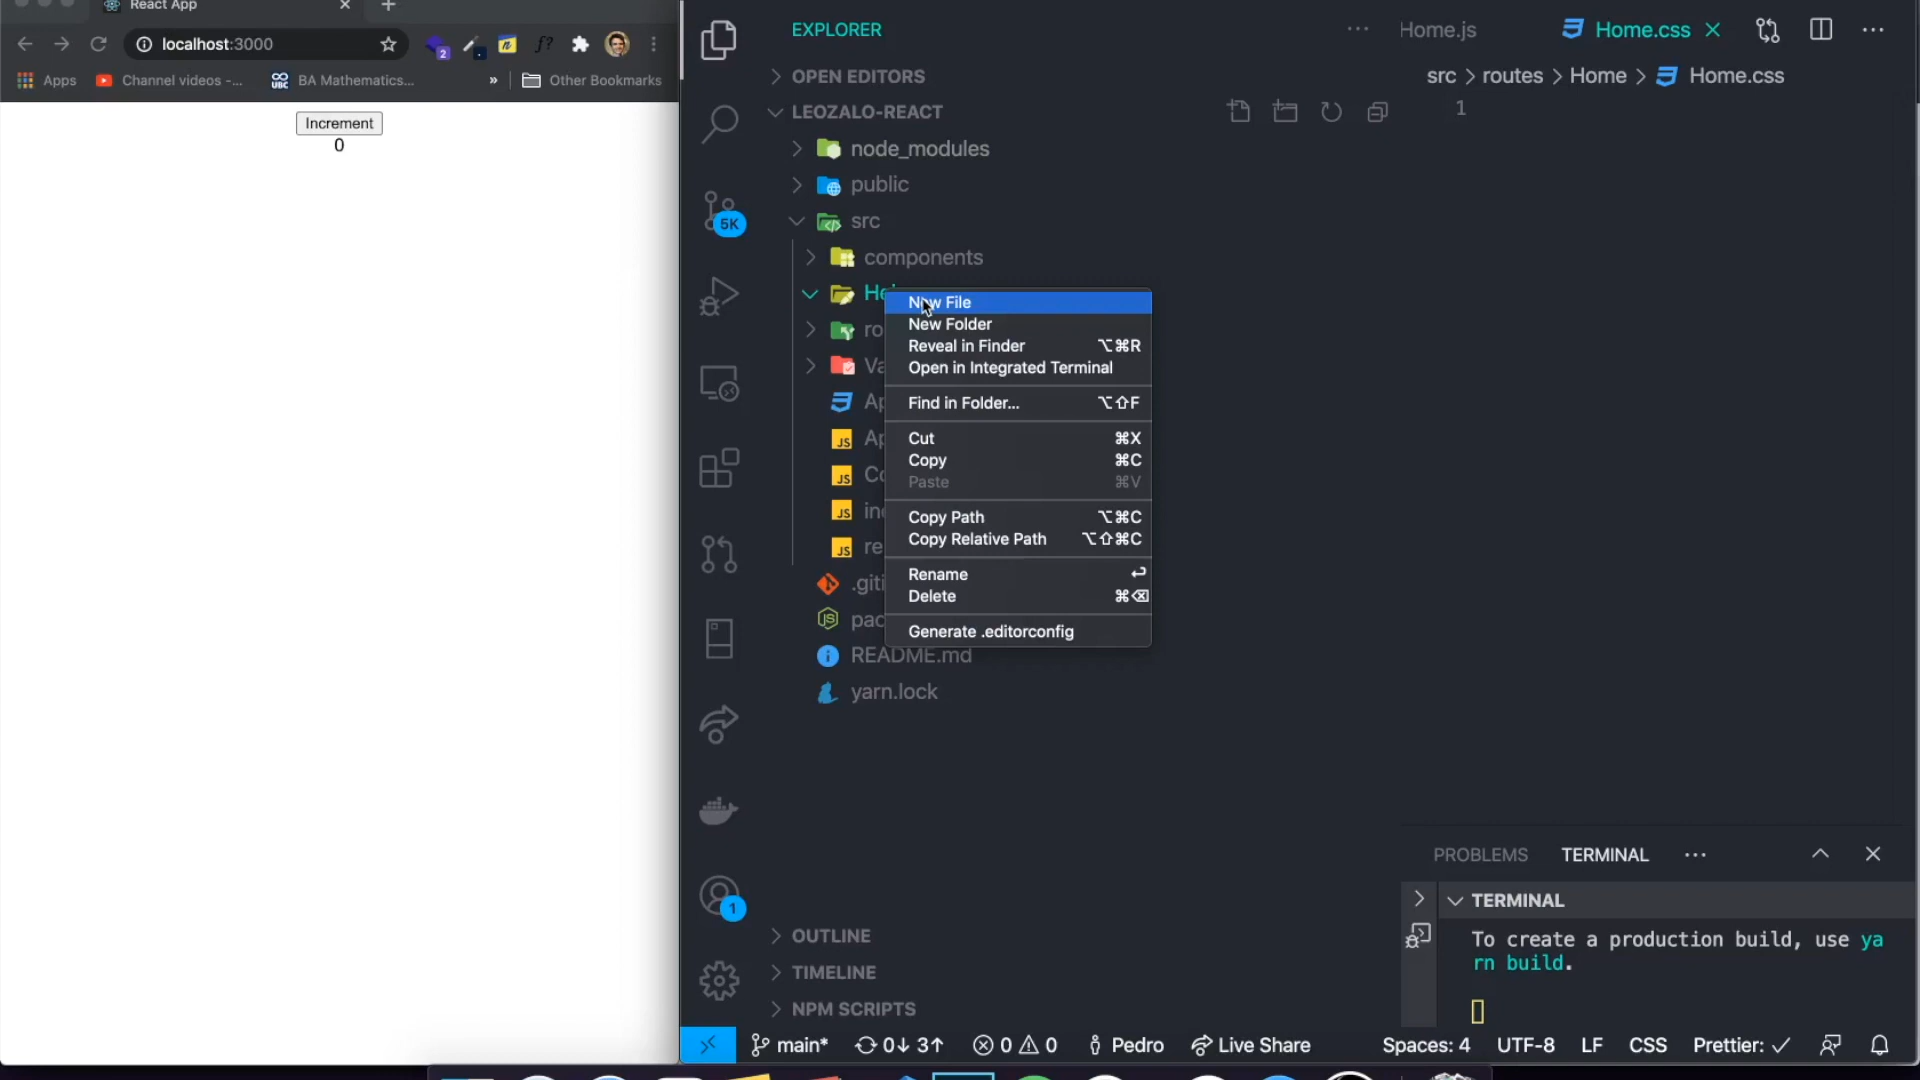 React App
localhost:3000
2
Apps
Channel videos -...
BA Mathematics...
»
Other Bookmarks
Increment
0
EXPLORER
OPEN EDITORS
LEOZALO-REACT
node_modules
public
src
components
5K
New File
New Folder
Reveal in Finder ⌥⌘R
Open in Integrated Terminal
Find in Folder... ⌥⇧F
Cut ⌘X
Copy ⌘C
Paste ⌘V
Copy Path ⌥⌘C
Copy Relative Path ⌥⇧⌘C
Rename ↩
Delete ⌘⌫
Generate .editorconfig
README.md
yarn.lock
1
OUTLINE
TIMELINE
NPM SCRIPTS
Home.js
Home.css
src > routes > Home > Home.css
1
PROBLEMS TERMINAL
TERMINAL
To create a production build, use ya
rn build.
main* 0↓ 3↑ 0 0 Pedro Live Share Spaces: 4 UTF-8 LF CSS Prettier: ✓